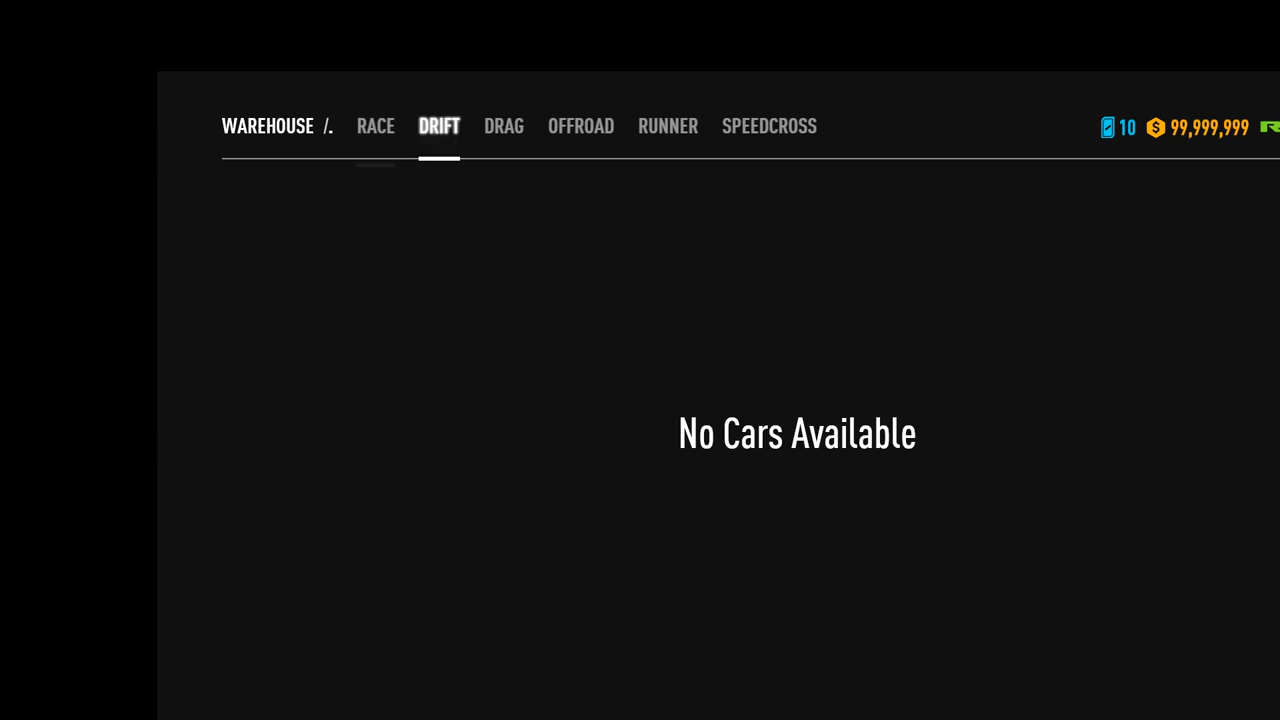 WAREHOUSE /. RACE DRIFT DRAG OFFROAD RUNNER SPEEDCROSS 10 99,999,999
No Cars Available